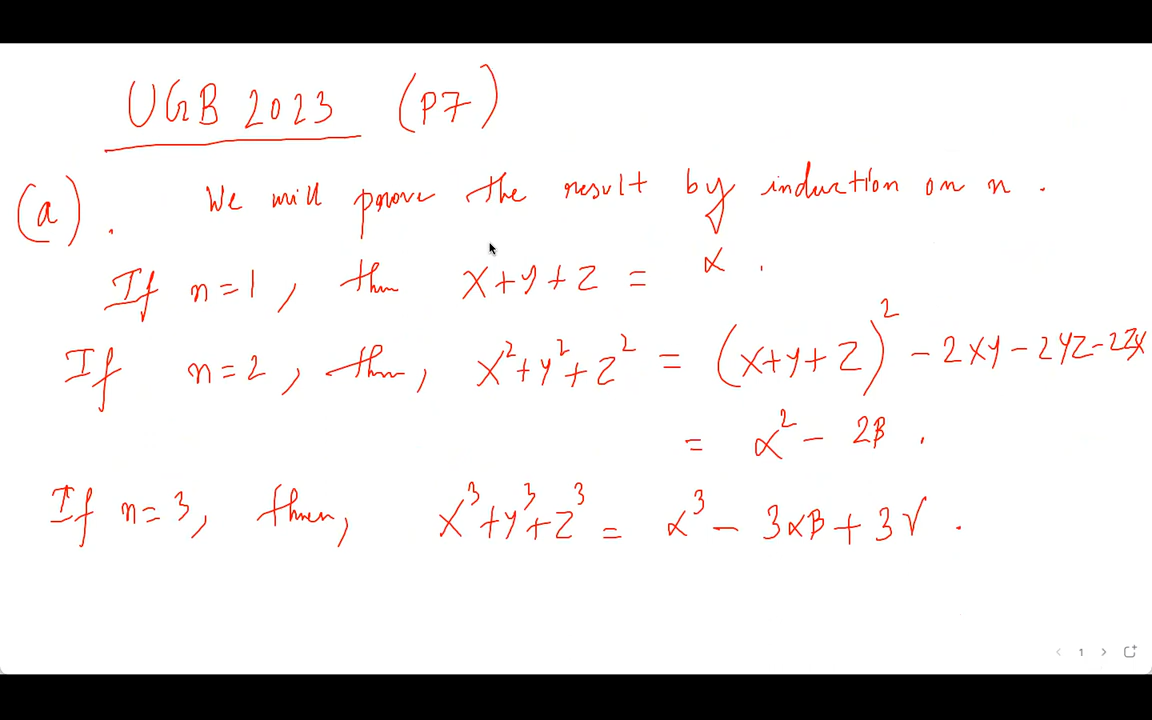 UGB 2023 (P7)
(a). We will prove the result by induction on n.
If n=1, then x+y+z = α.
If n=2, then, x²+y²+z² = (x+y+z)² - 2xy - 2yz - 2zx
= α² - 2β.
If n=3, then, x³+y³+z³ = α³ - 3αβ + 3γ.
1